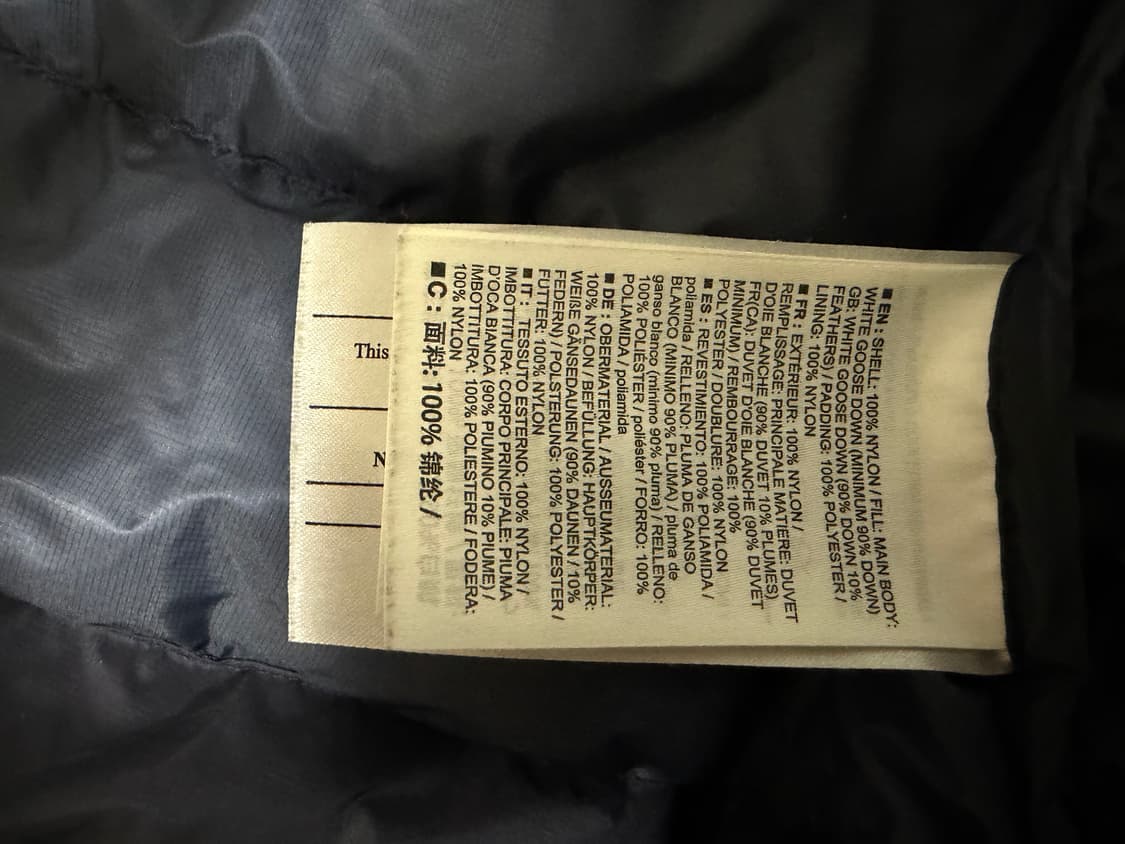 ■ EN : SHELL: 100% NYLON / FILL: MAIN BODY:
WHITE GOOSE DOWN (MINIMUM 90% DOWN)
GB: WHITE GOOSE DOWN (90% DOWN 10%
FEATHERS) / PADDING: 100% POLYESTER /
LINING: 100% NYLON
■ FR : EXTÉRIEUR: 100% NYLON /
REMPLISSAGE: PRINCIPALE MATIERE: DUVET
D'OIE BLANCHE (90% DUVET 10% PLUMES)
FR(CA): DUVET D'OIE BLANCHE (90% DUVET
MINIMUM) / REMBOURRAGE: 100%
POLYESTER / DOUBLURE: 100% NYLON
■ ES : REVESTIMIENTO: 100% POLIAMIDA /
poliamida / RELLENO: PLUMA DE GANSO
BLANCO (MINIMO 90% PLUMA) / pluma de
ganso blanco (mínimo 90% pluma) / RELLENO:
100% POLIÉSTER / poliéster / FORRO: 100%
POLIAMIDA / poliamida
■ DE : OBERMATERIAL / AUSSEUMATERIAL:
100% NYLON / BEFÜLLUNG: HAUPTKÖRPER:
WEIßE GÄNSEDAUNEN (90% DAUNEN / 10%
FEDERN) / POLSTERUNG: 100% POLYESTER /
FUTTER: 100% NYLON
■ IT : TESSUTO ESTERNO: 100% NYLON /
IMBOTTITURA: CORPO PRINCIPALE: PIUMA
D'OCA BIANCA (90% PIUMINO 10% PIUME) /
IMBOTTITURA: 100% POLIESTERE / FODERA:
100% NYLON
■ C : 面料: 100% 锦纶 /
This
N